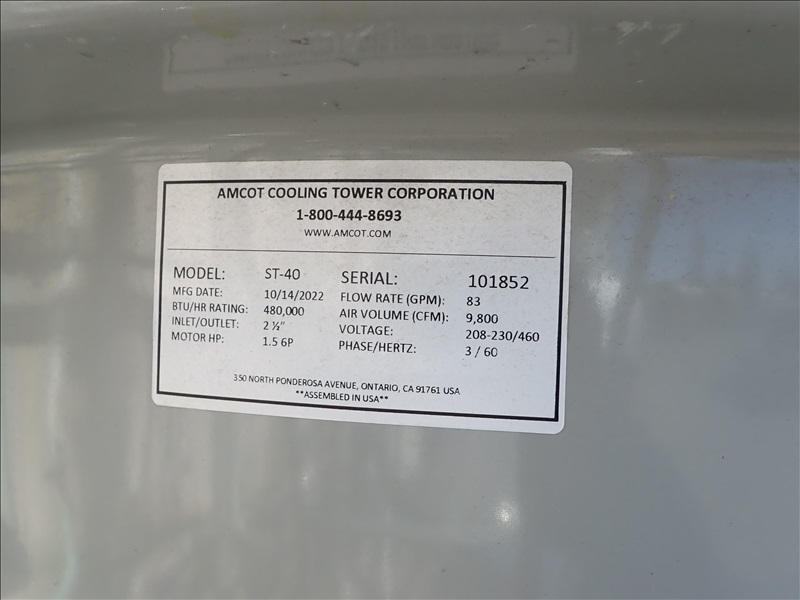 AMCOT COOLING TOWER CORPORATION
1-800-444-8693
WWW.AMCOT.COM
MODEL: ST-40 SERIAL: 101852
MFG DATE: 10/14/2022 FLOW RATE (GPM): 83
BTU/HR RATING: 480,000 AIR VOLUME (CFM): 9,800
INLET/OUTLET: 2 ½" VOLTAGE: 208-230/460
MOTOR HP: 1.5 6P PHASE/HERTZ: 3 / 60
350 NORTH PONDEROSA AVENUE, ONTARIO, CA 91761 USA
**ASSEMBLED IN USA**